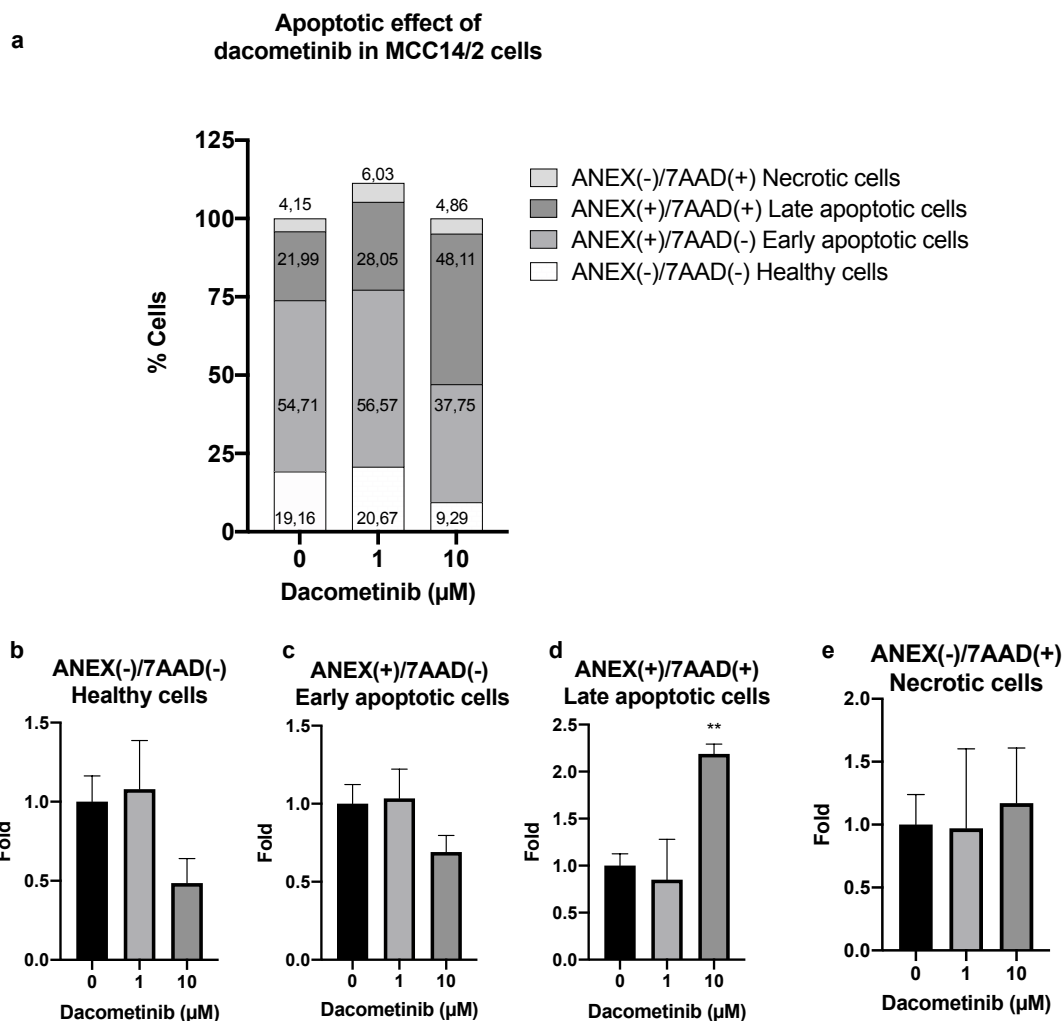 a
Apoptotic effect of
dacometinib in MCC14/2 cells
% Cells
125
100
75
50
25
0
4,15
21,99
54,71
19,16
6,03
28,05
56,57
20,67
4,86
48,11
37,75
9,29
0 1 10
Dacometinib (µM)
ANEX(-)/7AAD(+) Necrotic cells
ANEX(+)/7AAD(+) Late apoptotic cells
ANEX(+)/7AAD(-) Early apoptotic cells
ANEX(-)/7AAD(-) Healthy cells
b
ANEX(-)/7AAD(-)
Healthy cells
Fold
1.5
1.0
0.5
0.0
0 1 10
Dacometinib (µM)
c
ANEX(+)/7AAD(-)
Early apoptotic cells
Fold
1.5
1.0
0.5
0.0
0 1 10
Dacometinib (µM)
d
ANEX(+)/7AAD(+)
Late apoptotic cells
Fold
2.5
2.0
1.5
1.0
0.5
0.0
**
0 1 10
Dacometinib (µM)
e
ANEX(-)/7AAD(+)
Necrotic cells
Fold
2.0
1.5
1.0
0.5
0.0
0 1 10
Dacometinib (µM)